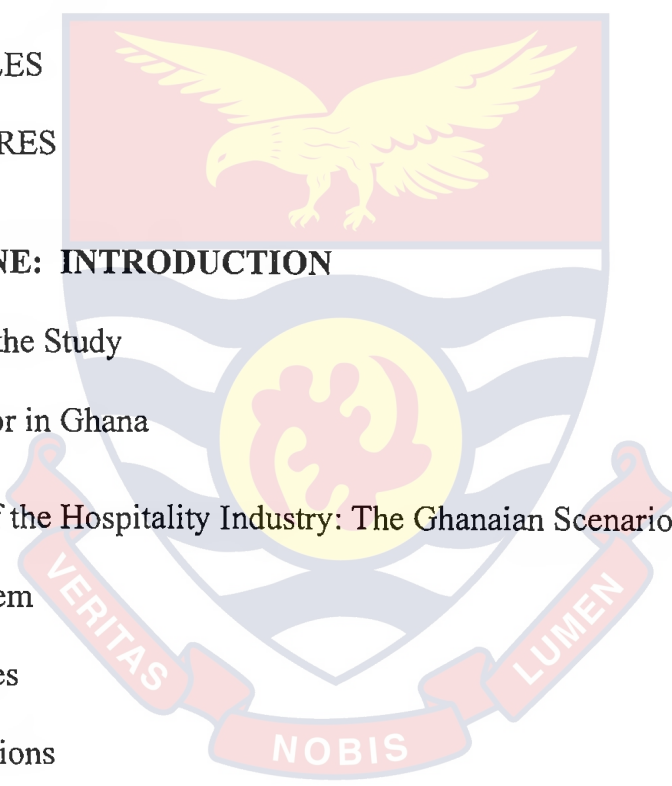 LES
RES
NE: INTRODUCTION
the Study
or in Ghana
f the Hospitality Industry: The Ghanaian Scenario
em
es
ions
VERITAS
NOBIS
LUMEN